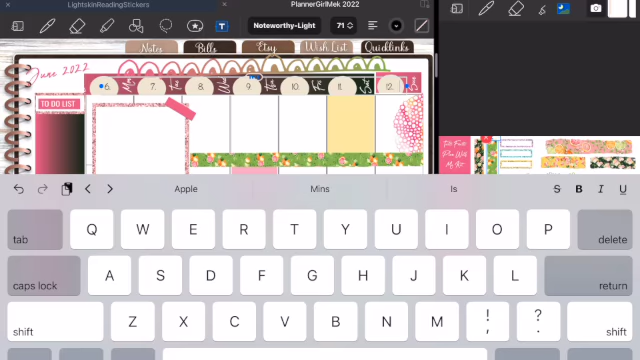 LightskinReadingStickers
PlannerGirlMek 2022
Noteworthy-Light 71
Notes Bells Etsy Wish List Quicklinks
June 2022
6. 7. 8. 9. 10. 11. 12.
TO DO LIST
Apple Mins Is S B I U
tab Q W E R T Y U I O P delete
caps lock A S D F G H J K L return
shift Z X C V B N M ! , ? . shift